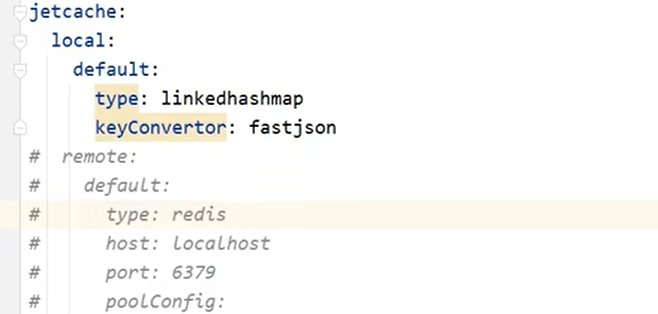 jetcache:
  local:
    default:
      type: linkedhashmap
      keyConvertor: fastjson
#  remote:
#    default:
#      type: redis
#      host: localhost
#      port: 6379
#      poolConfig: